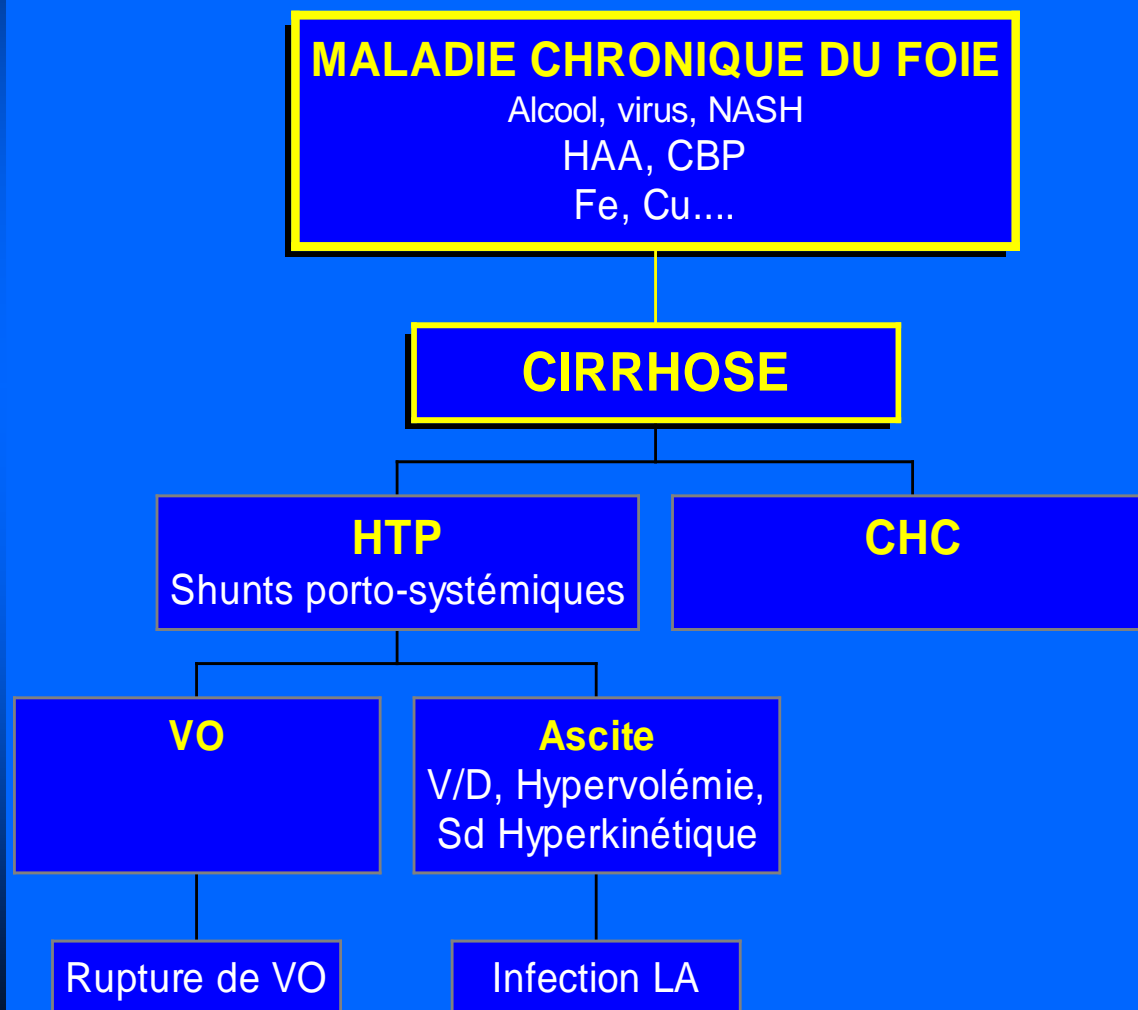 MALADIE CHRONIQUE DU FOIE
Alcool, virus, NASH
HAA, CBP
Fe, Cu....
CIRRHOSE
HTP
Shunts porto-systémiques
CHC
VO
Ascite
V/D, Hypervolémie,
Sd Hyperkinétique
Rupture de VO
Infection LA